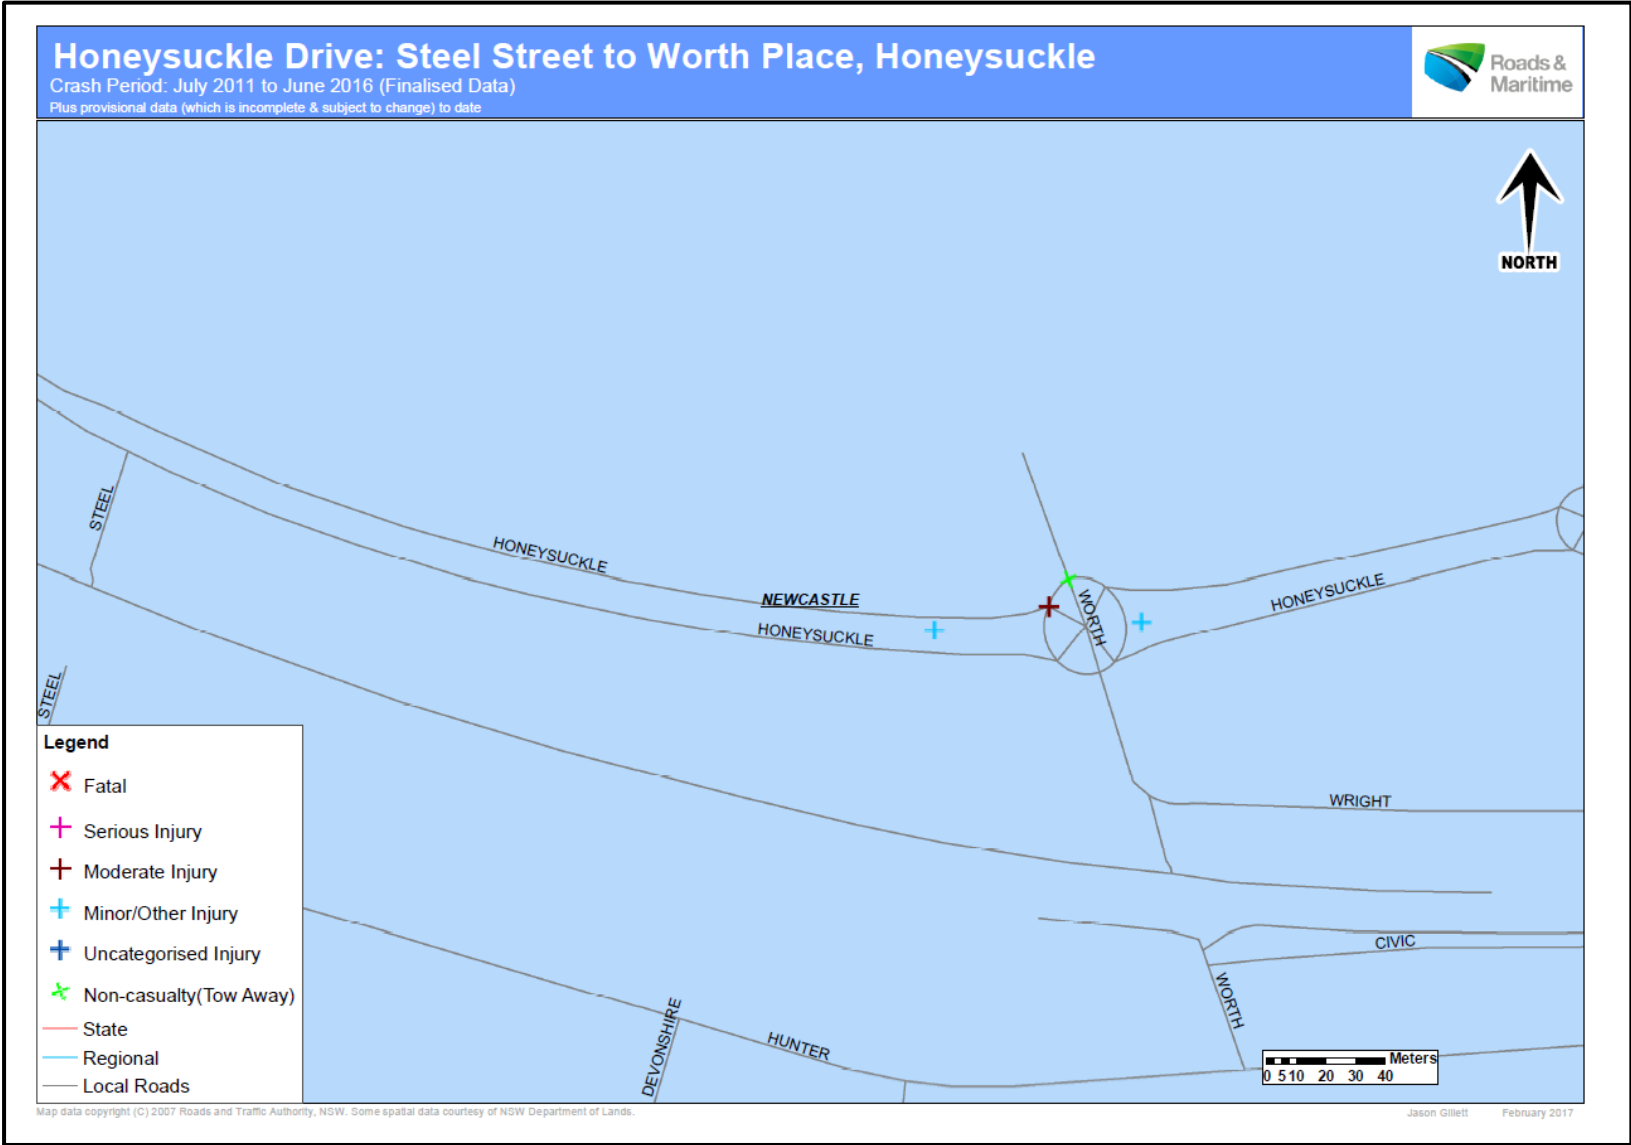 Honeysuckle Drive: Steel Street to Worth Place, Honeysuckle
Crash Period: July 2011 to June 2016 (Finalised Data)
Plus provisional data (which is incomplete & subject to change) to date
Roads &
Maritime
NORTH
STEEL
HONEYSUCKLE
NEWCASTLE
HONEYSUCKLE
WORTH
HONEYSUCKLE
STEEL
WRIGHT
CIVIC
WORTH
DEVONSHIRE
HUNTER
Legend
Fatal
Serious Injury
Moderate Injury
Minor/Other Injury
Uncategorised Injury
Non-casualty(Tow Away)
State
Regional
Local Roads
Meters
0 5 10 20 30 40
Map data copyright (C) 2007 Roads and Traffic Authority, NSW. Some spatial data courtesy of NSW Department of Lands.
Jason Gillett February 2017